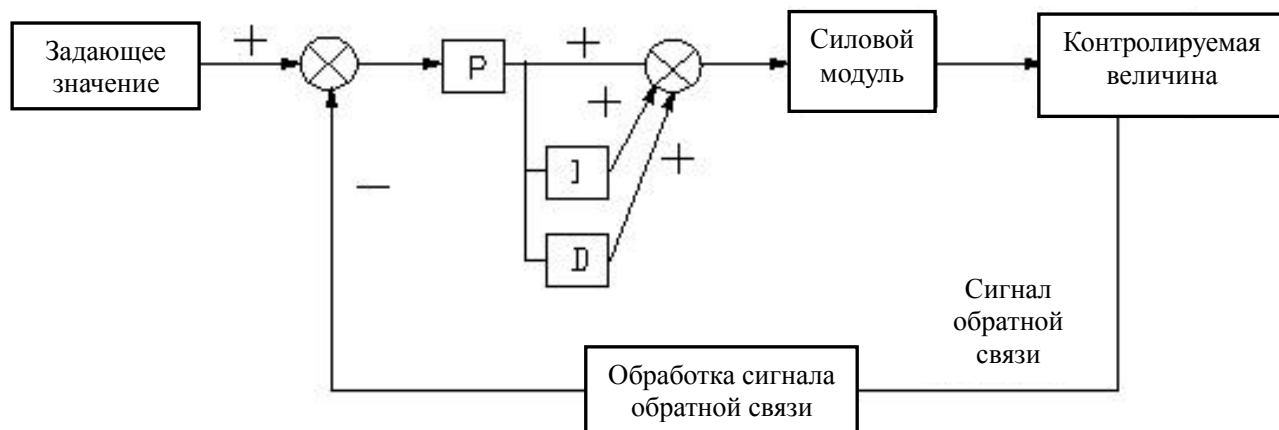 Задающее
значение
+
P
+
Силовой
модуль
Контролируемая
величина
+
+
I
—
D
Сигнал
обратной
связи
Обработка сигнала
обратной связи